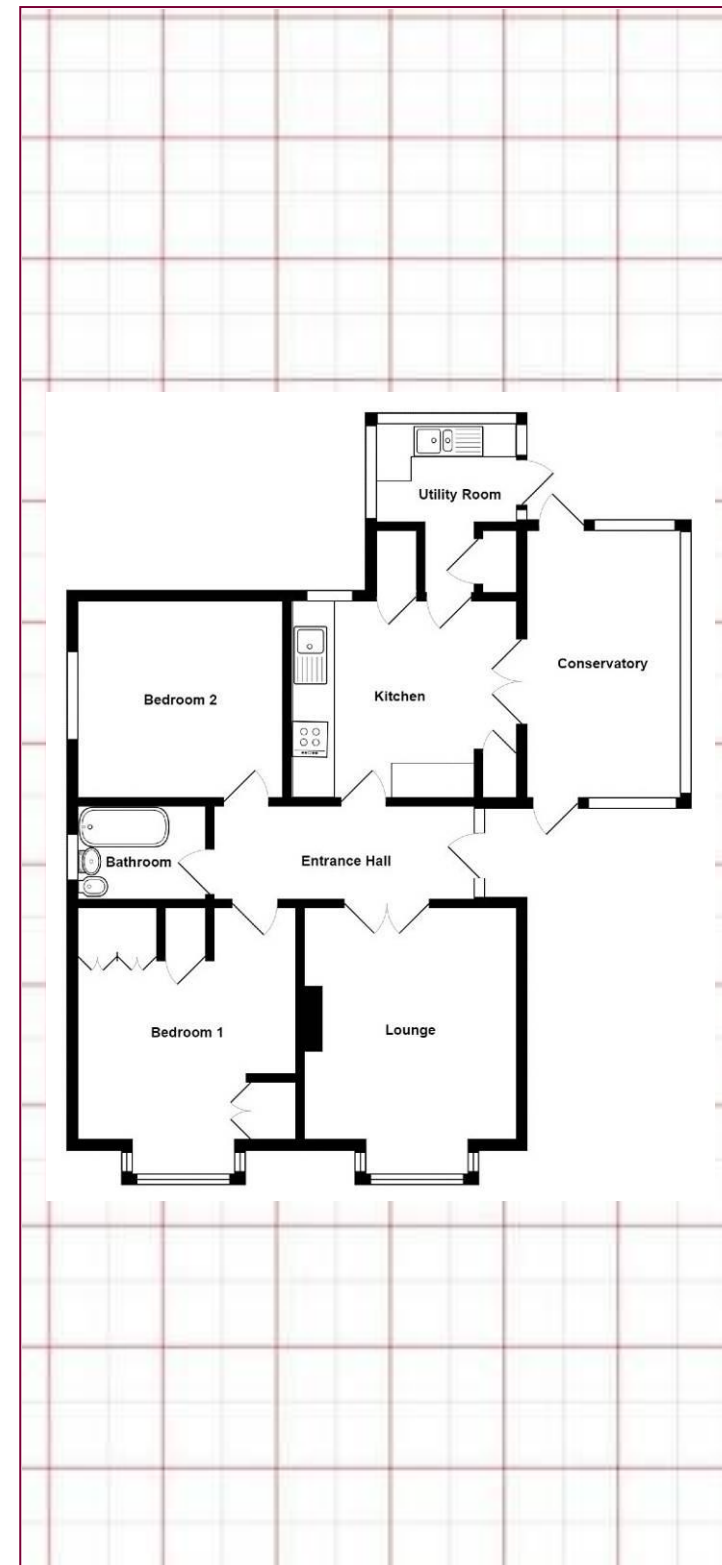 Utility Room
Conservatory
Bedroom 2
Kitchen
Bathroom
Entrance Hall
Bedroom 1
Lounge